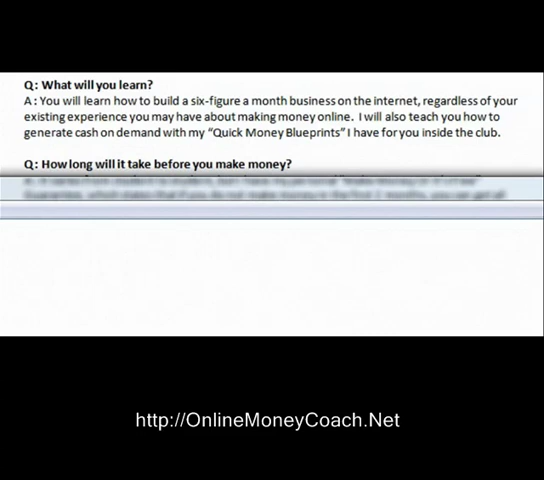 Q: What will you learn?
A: You will learn how to build a six-figure a month business on the internet, regardless of your
existing experience you may have about making money online.  I will also teach you how to
generate cash on demand with my "Quick Money Blueprints" I have for you inside the club.
Q: How long will it take before you make money?
http://OnlineMoneyCoach.Net